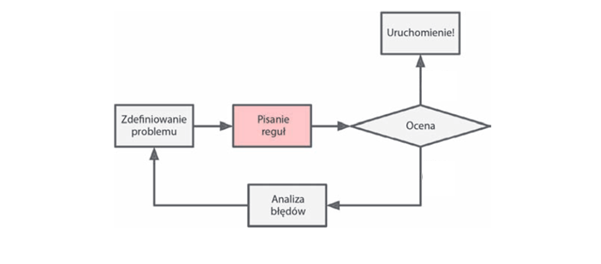 Uruchomienie!
Zdefiniowanie
problemu
Pisanie
reguł
Ocena
Analiza
błędów